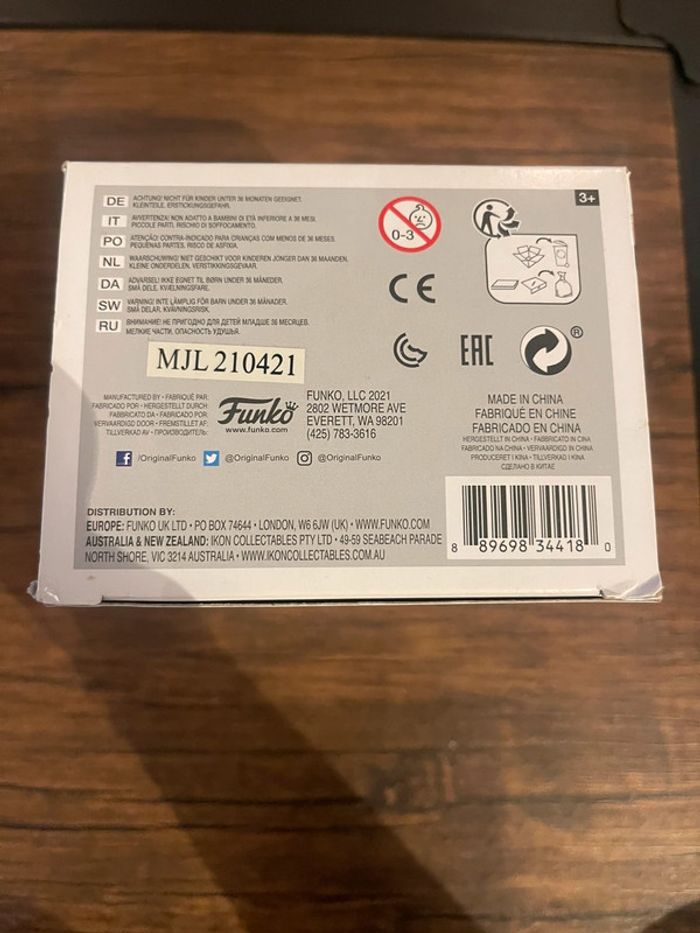 DE ACHTUNG! NICHT FÜR KINDER UNTER 36 MONATEN GEEIGNET.
KLEINTEILE. ERSTICKUNGSGEFAHR.
IT AVVERTENZA! NON ADATTO A BAMBINI DI ETÀ INFERIORE A 36 MESI.
PICCOLE PARTI. RISCHIO DI SOFFOCAMENTO.
PO ATENÇÃO! CONTRA-INDICADO PARA CRIANÇAS COM MENOS DE 36 MESES.
PEQUENAS PARTES. RISCO DE ASFIXIA.
NL WAARSCHUWING! NIET GESCHIKT VOOR KINDEREN JONGER DAN 36 MAANDEN.
KLEINE ONDERDELEN. VERSTIKKINGSGEVAAR.
DA ADVARSEL! IKKE EGNET TIL BØRN UNDER 36 MÅNEDER.
SMÅ DELE. KVÆLNINGSFARE.
SW VARNING! INTE LÄMPLIG FÖR BARN UNDER 36 MÅNADER.
SMÅ DELAR. KVÄVNINGSRISK.
RU ВНИМАНИЕ! НЕ ПРИГОДНО ДЛЯ ДЕТЕЙ МЛАДШЕ 36 МЕСЯЦЕВ.
МЕЛКИЕ ЧАСТИ. ОПАСНОСТЬ УДУШЬЯ.
0-3
3+
CE
EAC
®
MJL 210421
MANUFACTURED BY • FABRIQUÉ PAR:
FABRICADO POR • HERGESTELLT DURCH:
FABBRICATO DA • FABRICADO POR:
VERVAARDIGD DOOR • FREMSTILLET AF:
TILLVERKAD AV • ПРОИЗВОДИТЕЛЬ:
Funko
www.funko.com
FUNKO, LLC 2021
2802 WETMORE AVE
EVERETT, WA 98201
(425) 783-3616
MADE IN CHINA
FABRIQUÉ EN CHINE
FABRICADO EN CHINA
HERGESTELLT IN CHINA • FABBRICATO IN CINA
FABRICADO NA CHINA • VERVAARDIGD IN CHINA
PRODUCERET I KINA • TILLVERKAD I KINA
СДЕЛАНО В КИТАЕ
/OriginalFunko @OriginalFunko @OriginalFunko
DISTRIBUTION BY:
EUROPE: FUNKO UK LTD • PO BOX 74644 • LONDON, W6 6JW (UK) • WWW.FUNKO.COM
AUSTRALIA & NEW ZEALAND: IKON COLLECTABLES PTY LTD • 49-59 SEABEACH PARADE
NORTH SHORE, VIC 3214 AUSTRALIA • WWW.IKONCOLLECTABLES.COM.AU
8 89698 34418 0